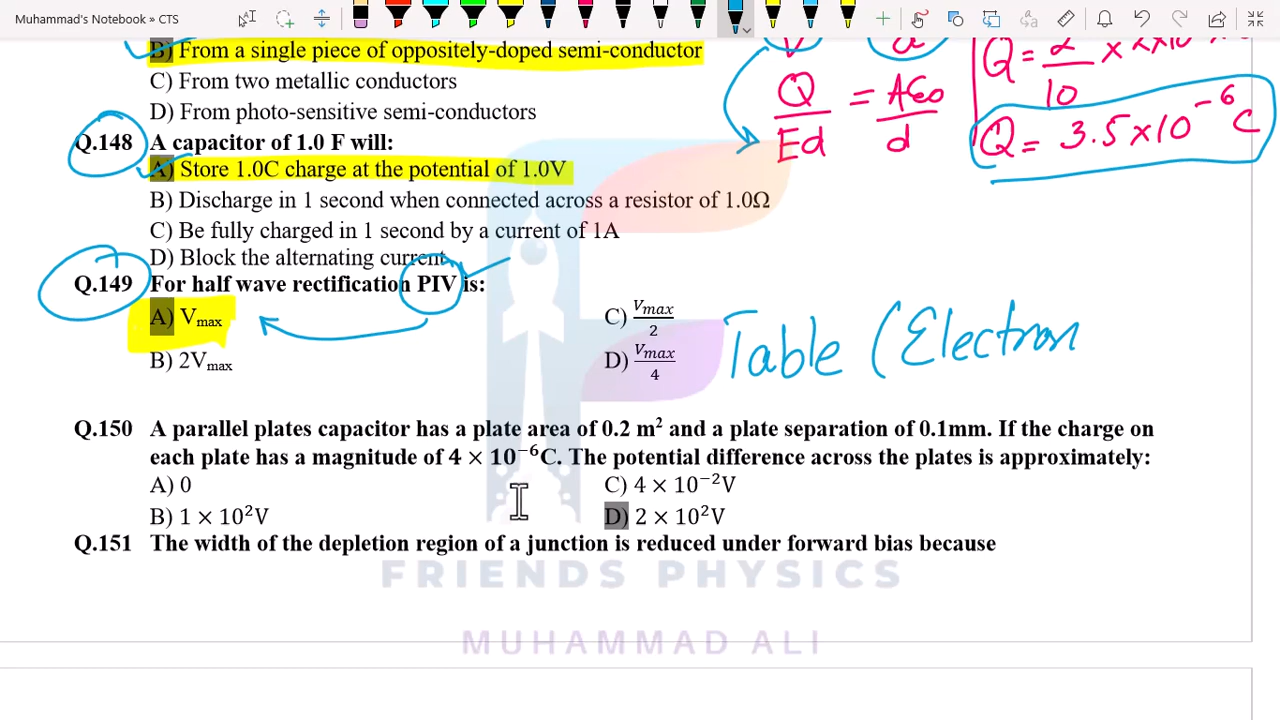 Muhammad's Notebook » CTS
B) From a single piece of oppositely-doped semi-conductor
C) From two metallic conductors
D) From photo-sensitive semi-conductors
Q.148 A capacitor of 1.0 F will:
A) Store 1.0C charge at the potential of 1.0V
B) Discharge in 1 second when connected across a resistor of 1.0Ω
C) Be fully charged in 1 second by a current of 1A
D) Block the alternating current.
Q.149 For half wave rectification PIV is:
A) Vmax
C) Vmax/2
B) 2Vmax
D) Vmax/4
Q/Ed = A∈o/d
Q = 3.5×10⁻⁶ C
Table (Electron
Q.150 A parallel plates capacitor has a plate area of 0.2 m² and a plate separation of 0.1mm. If the charge on
each plate has a magnitude of 4 × 10⁻⁶C. The potential difference across the plates is approximately:
A) 0
C) 4 × 10⁻²V
B) 1 × 10²V
D) 2 × 10²V
Q.151 The width of the depletion region of a junction is reduced under forward bias because
FRIENDS PHYSICS
MUHAMMAD ALI